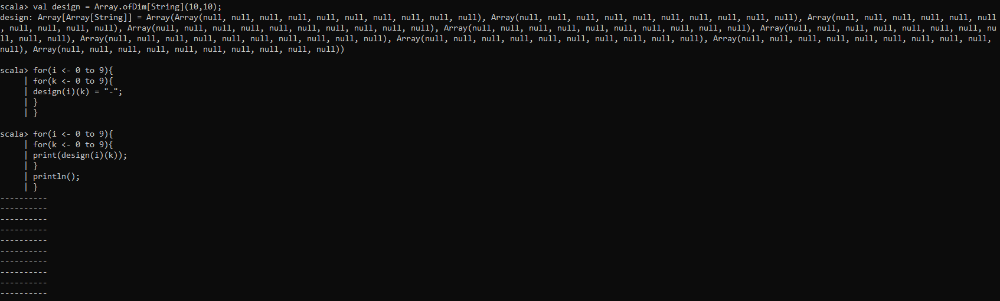 scala> val design = Array.ofDim[String](10,10);
design: Array[Array[String]] = Array(Array(null, null, null, null, null, null, null, null, null, null), Array(null, null, null, null, null, null, null, null, null, null), Array(null, null, null, null, null, null
, null, null, null, null), Array(null, null, null, null, null, null, null, null, null, null), Array(null, null, null, null, null, null, null, null, null, null), Array(null, null, null, null, null, null, null, nu
ll, null, null), Array(null, null, null, null, null, null, null, null, null, null), Array(null, null, null, null, null, null, null, null, null, null), Array(null, null, null, null, null, null, null, null, null,
null), Array(null, null, null, null, null, null, null, null, null, null))
scala> for(i <- 0 to 9){
| for(k <- 0 to 9){
| design(i)(k) = "-";
| }
| }
scala> for(i <- 0 to 9){
| for(k <- 0 to 9){
| print(design(i)(k));
| }
| println();
| }
----------
----------
----------
----------
----------
----------
----------
----------
----------
----------